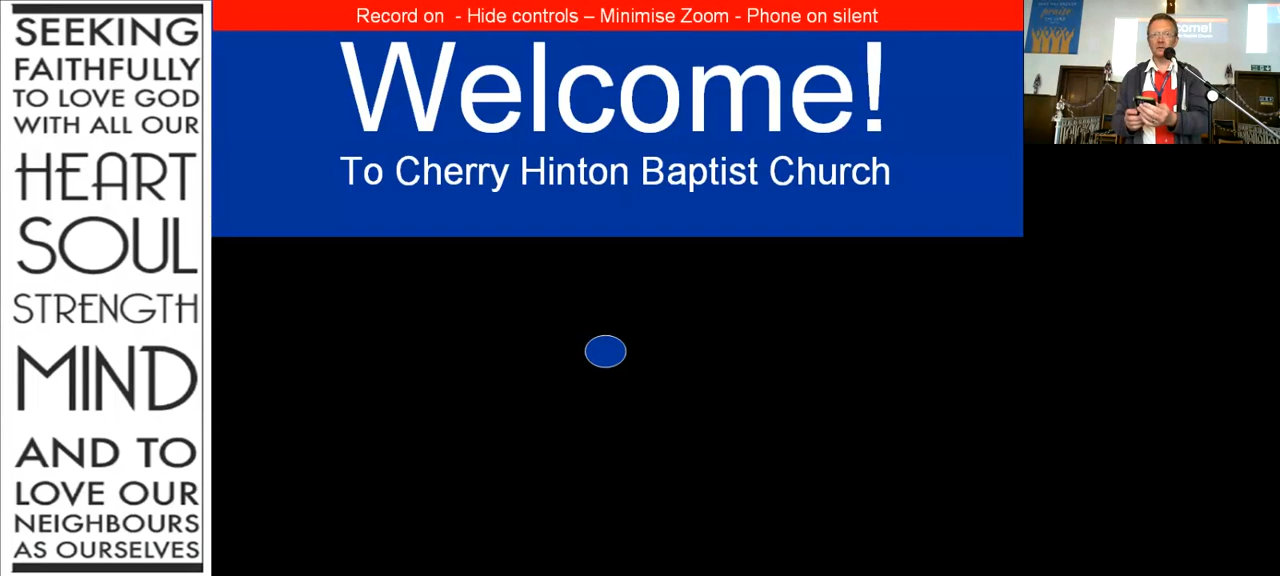 SEEKING
FAITHFULLY
TO LOVE GOD
WITH ALL OUR
HEART
SOUL
STRENGTH
MIND
AND TO
LOVE OUR
NEIGHBOURS
AS OURSELVES
Record on - Hide controls – Minimise Zoom - Phone on silent
Welcome!
To Cherry Hinton Baptist Church
praise